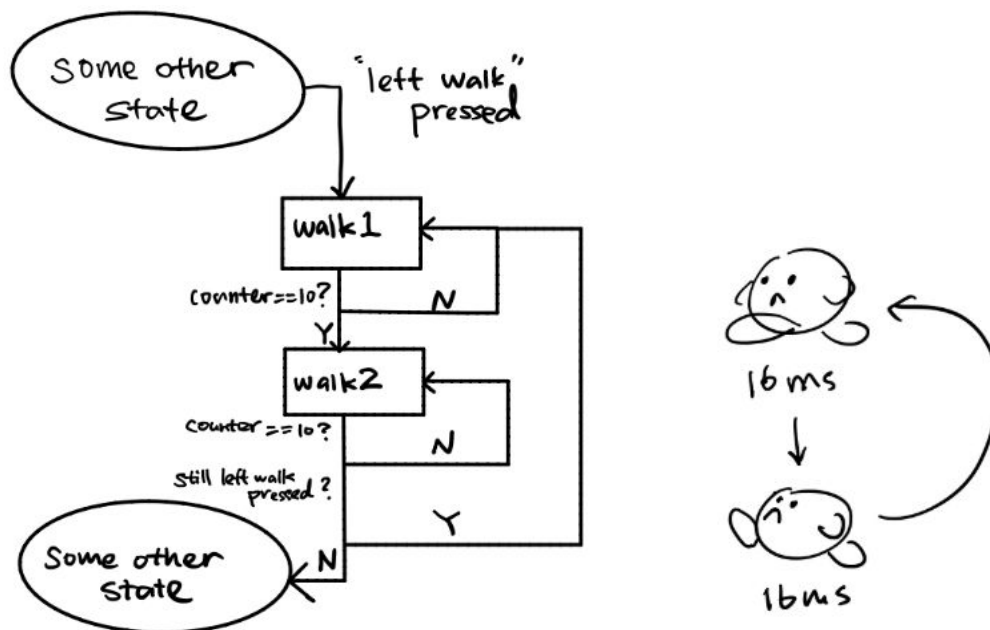 some other
state
"left walk"
pressed
walk1
counter==10?
N
Y
walk2
counter==10?
N
still left walk
pressed?
Y
N
some other
state
16ms
16ms